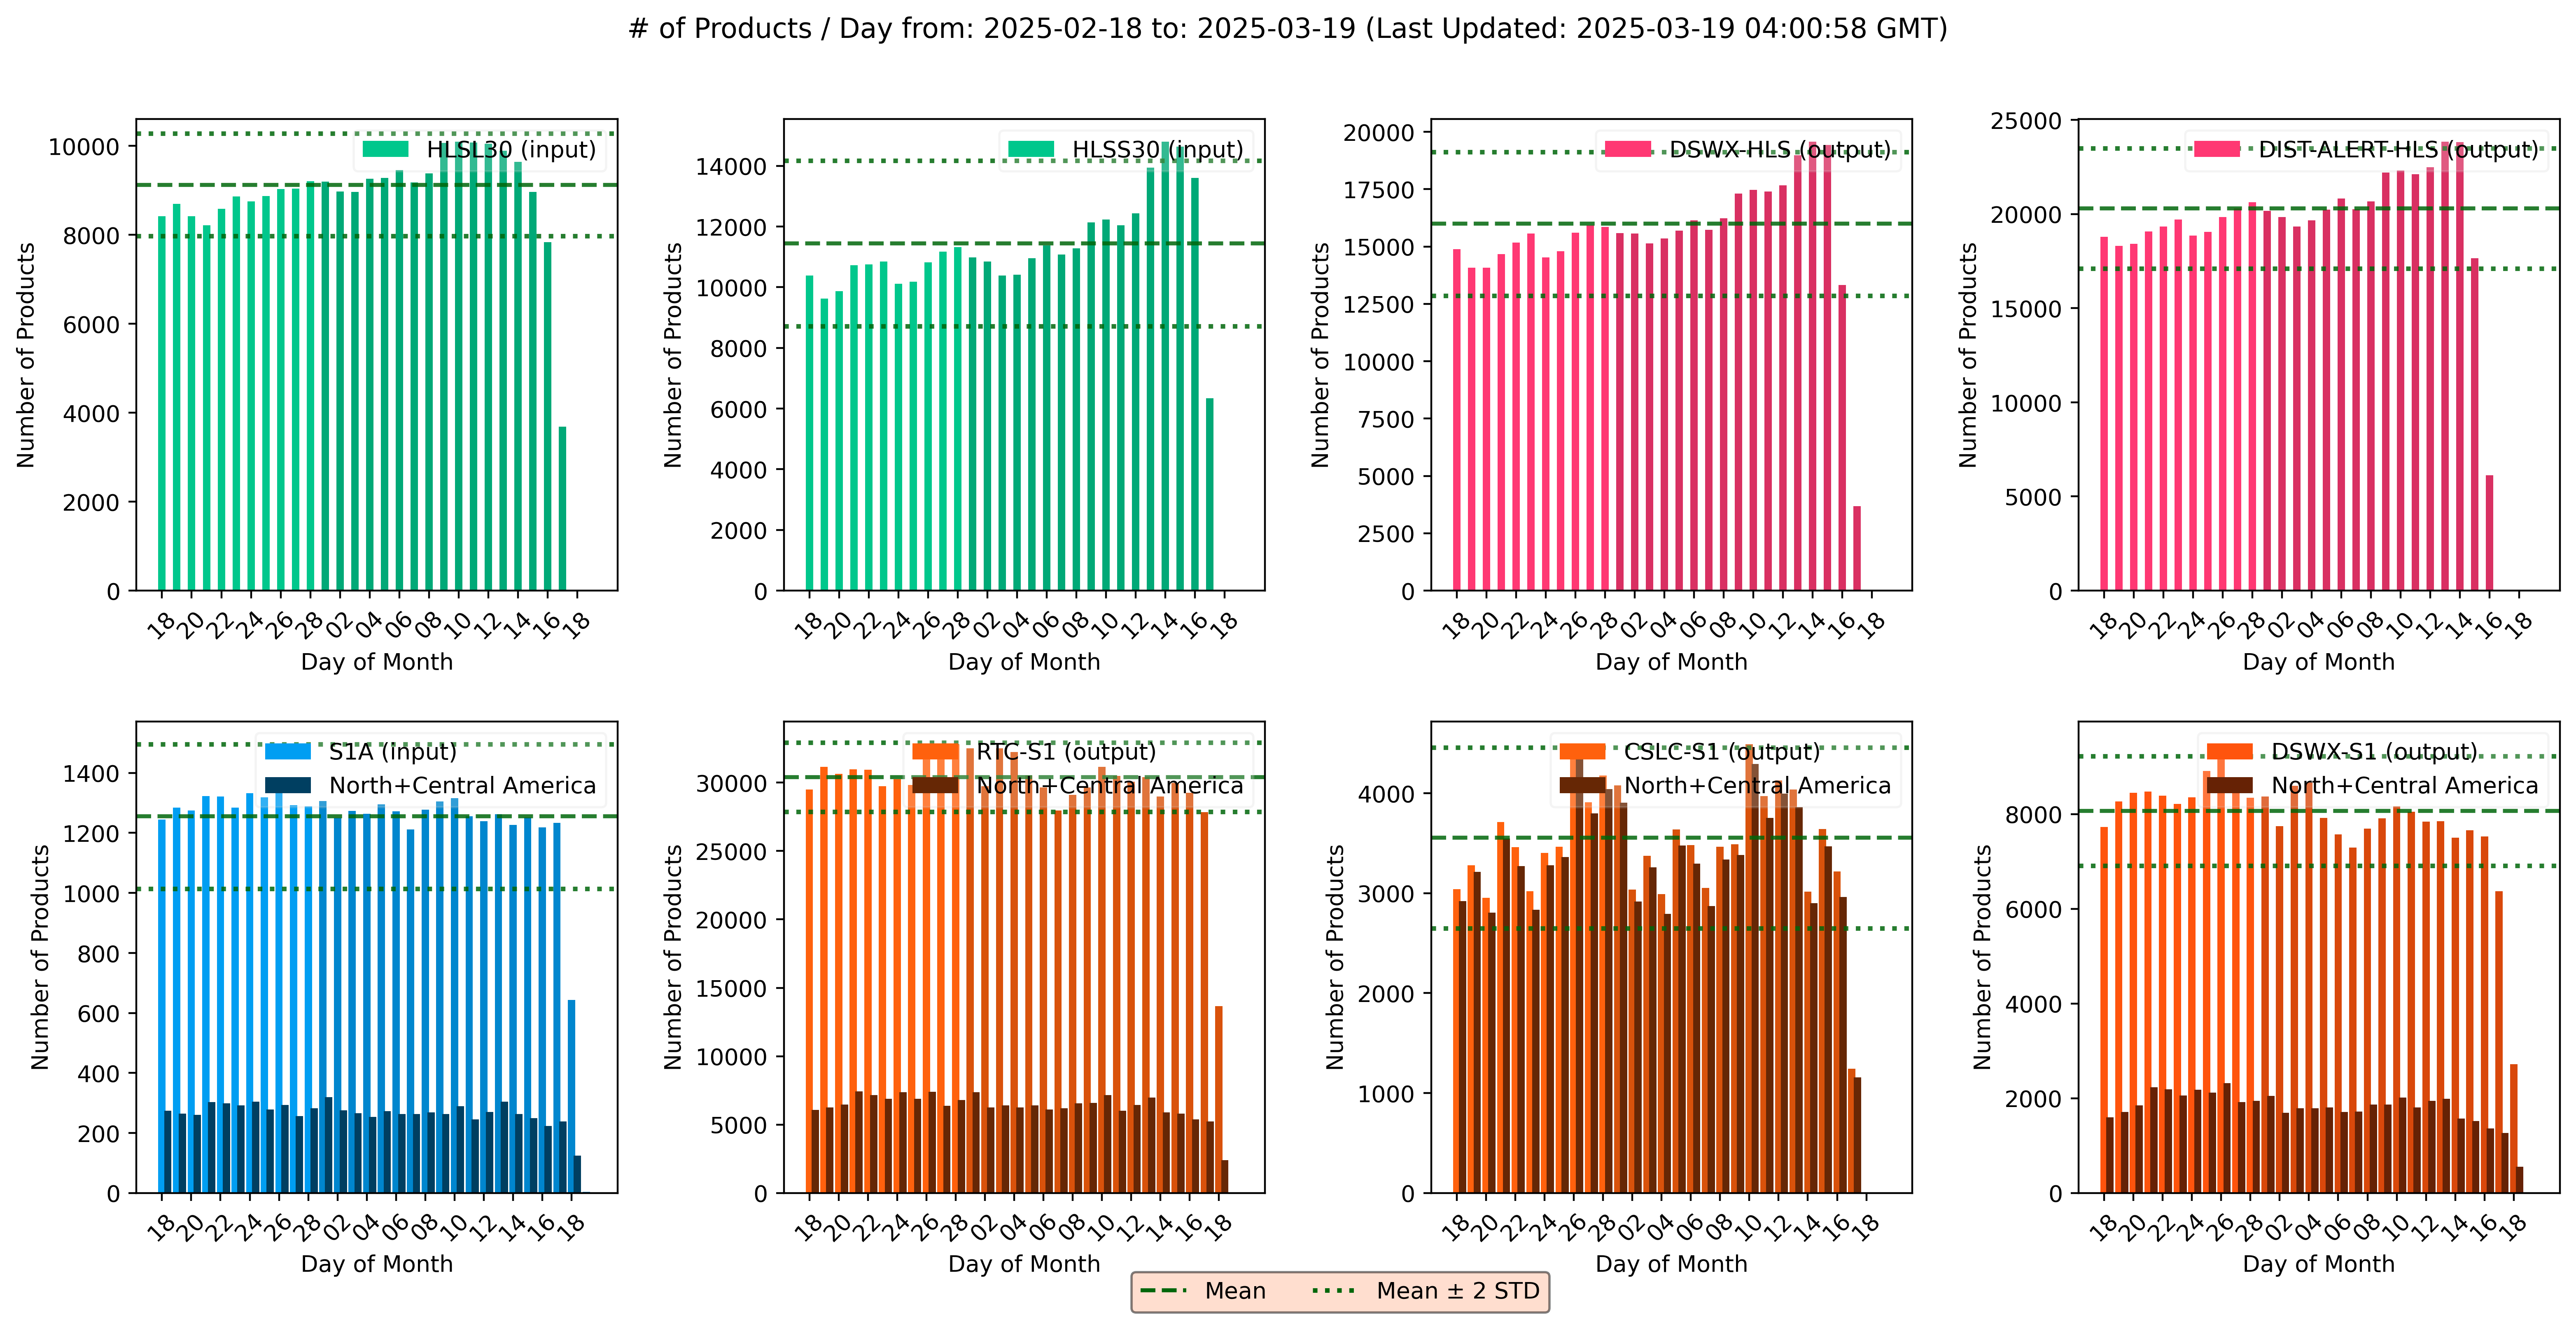 # of Products / Day from: 2025-02-18 to: 2025-03-19 (Last Updated: 2025-03-19 04:00:58 GMT)
HLSL30 (input)
Number of Products
10000
8000
6000
4000
2000
0
18 20 22 24 26 28 02 04 06 08 10 12 14 16 18
Day of Month
HLSS30 (input)
Number of Products
14000
12000
10000
8000
6000
4000
2000
0
18 20 22 24 26 28 02 04 06 08 10 12 14 16 18
Day of Month
DSWX-HLS (output)
Number of Products
20000
17500
15000
12500
10000
7500
5000
2500
0
18 20 22 24 26 28 02 04 06 08 10 12 14 16 18
Day of Month
DIST-ALERT-HLS (output)
Number of Products
25000
20000
15000
10000
5000
0
18 20 22 24 26 28 02 04 06 08 10 12 14 16 18
Day of Month
S1A (input)
North+Central America
Number of Products
1400
1200
1000
800
600
400
200
0
18 20 22 24 26 28 02 04 06 08 10 12 14 16 18
Day of Month
RTC-S1 (output)
North+Central America
Number of Products
30000
25000
20000
15000
10000
5000
0
18 20 22 24 26 28 02 04 06 08 10 12 14 16 18
Day of Month
CSLC-S1 (output)
North+Central America
Number of Products
4000
3000
2000
1000
0
18 20 22 24 26 28 02 04 06 08 10 12 14 16 18
Day of Month
DSWX-S1 (output)
North+Central America
Number of Products
8000
6000
4000
2000
0
18 20 22 24 26 28 02 04 06 08 10 12 14 16 18
Day of Month
Mean
Mean ± 2 STD